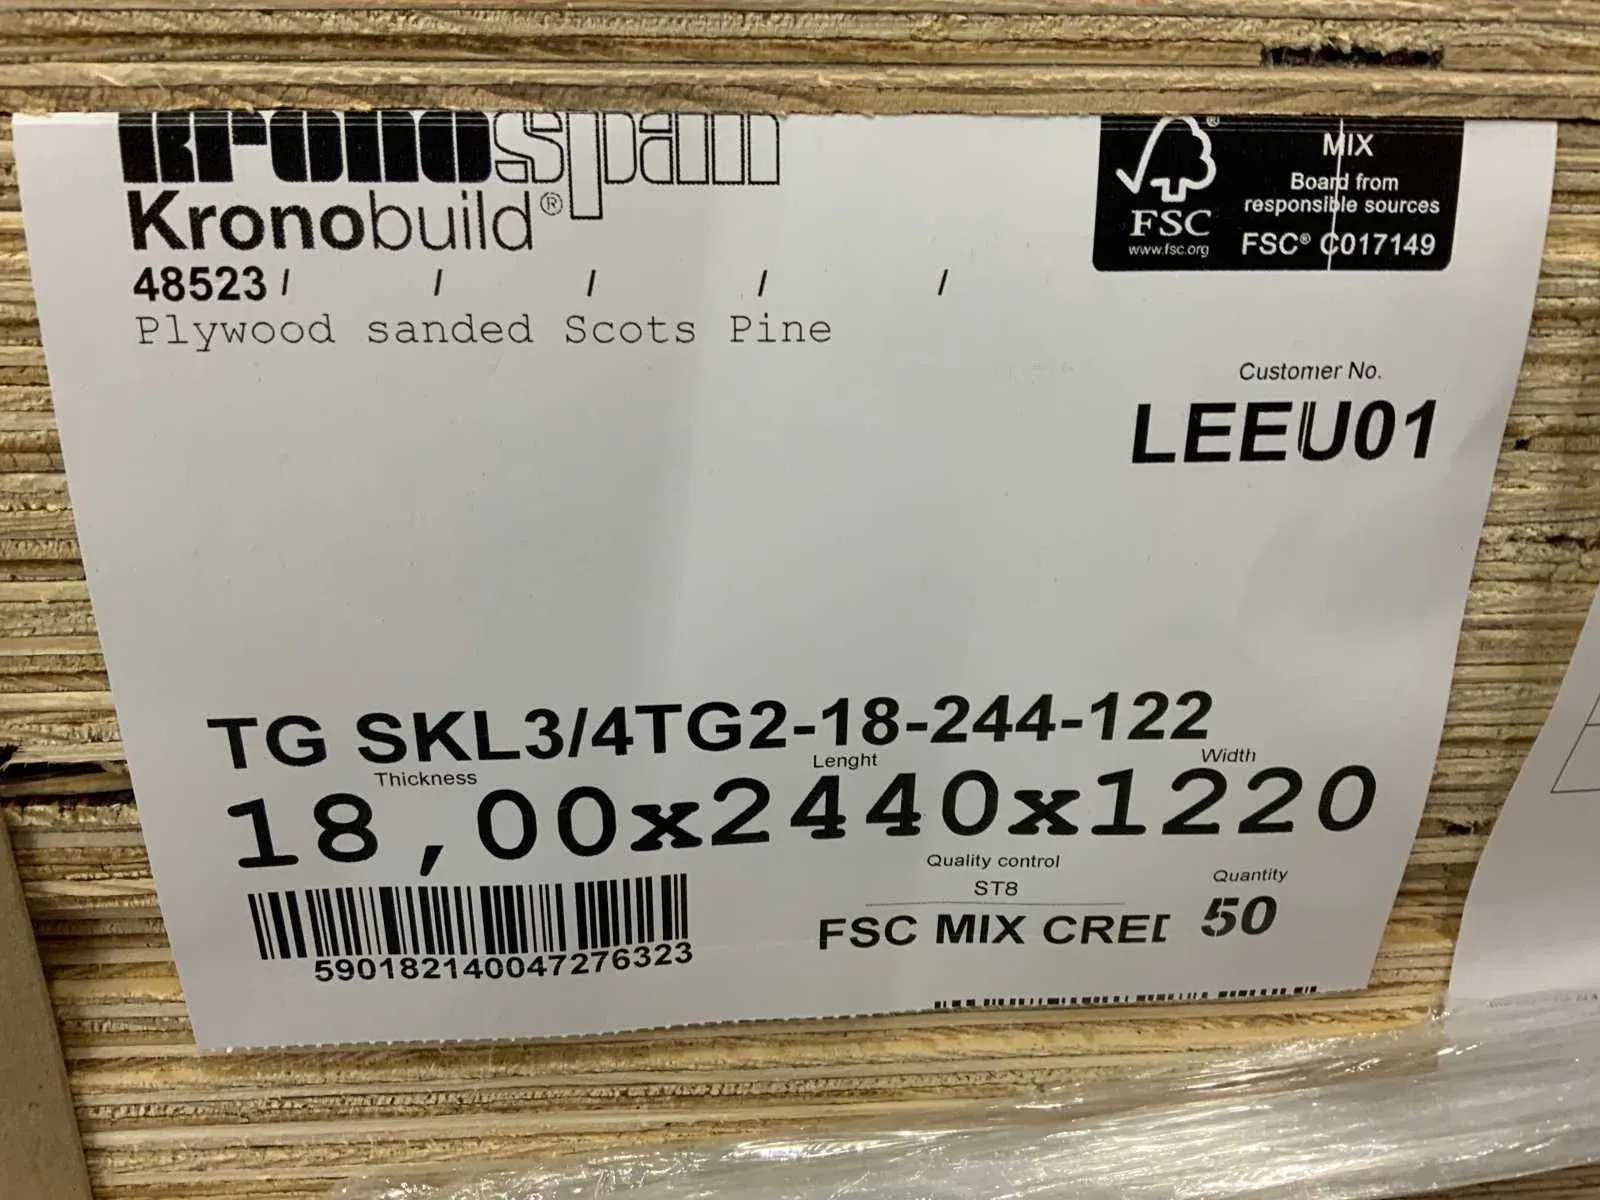 kronospan
Kronobuild®
48523 / / / / /
Plywood sanded Scots Pine
FSC®
www.fsc.org
MIX
Board from
responsible sources
FSC® C017149
Customer No.
LEEU01
TG SKL3/4TG2-18-244-122
Thickness Lenght Width
18,00x2440x1220
590182140047276323
Quality control
ST8
FSC MIX CRED
Quantity
50